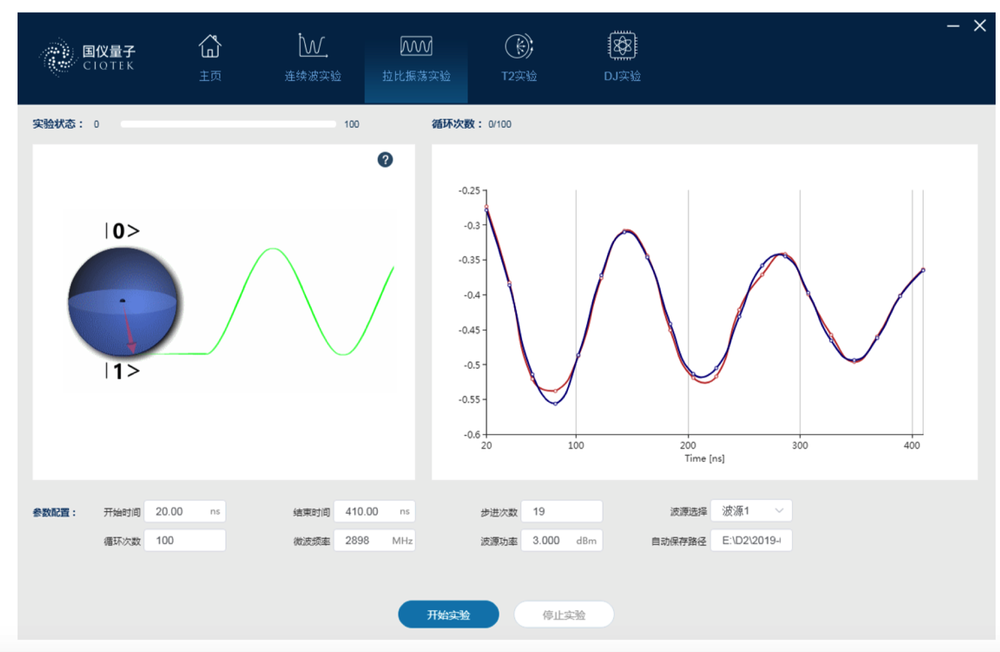 国仪量子
CIQTEK
主页
连续波实验
拉比振荡实验
T2实验
DJ实验
实验状态： 0 100
循环次数： 0/100
?
|0>
|1>
-0.25
-0.3
-0.35
-0.4
-0.45
-0.5
-0.55
-0.6
20 100 200 300 400
Time [ns]
参数配置： 开始时间 20.00 ns 结束时间 410.00 ns 步进次数 19 波源选择 波源1
循环次数 100 微波频率 2898 MHz 波源功率 3.000 dBm 自动保存路径 E:\D2\2019-
开始实验 停止实验